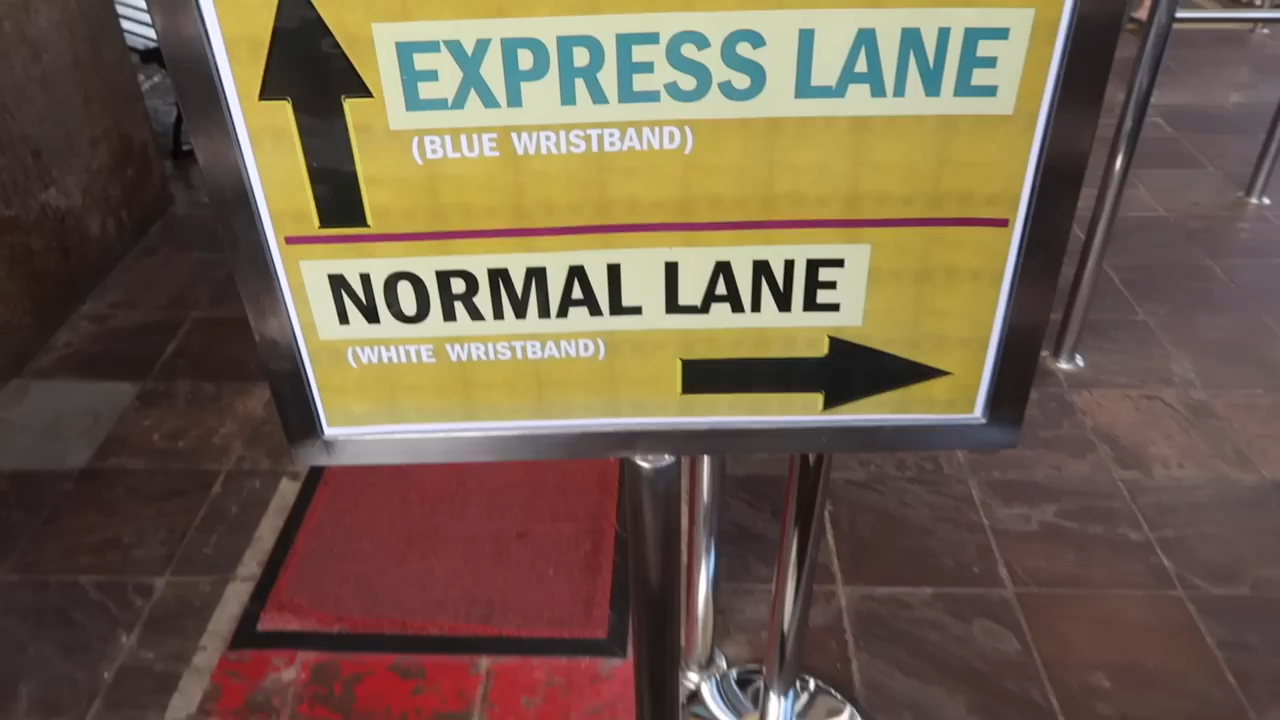 EXPRESS LANE
(BLUE WRISTBAND)
NORMAL LANE
(WHITE WRISTBAND)